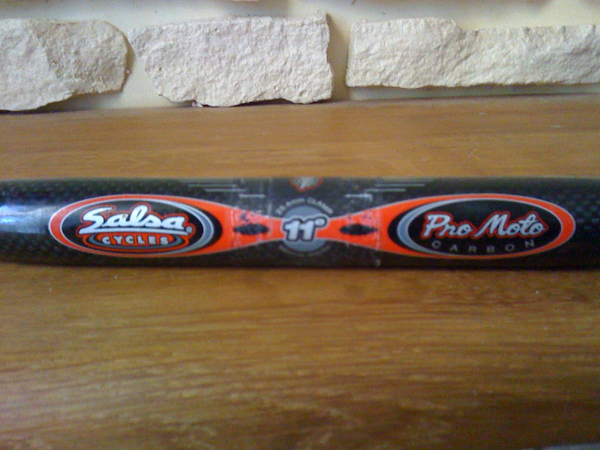 Salsa
CYCLES
11°
Pro Moto
CARBON